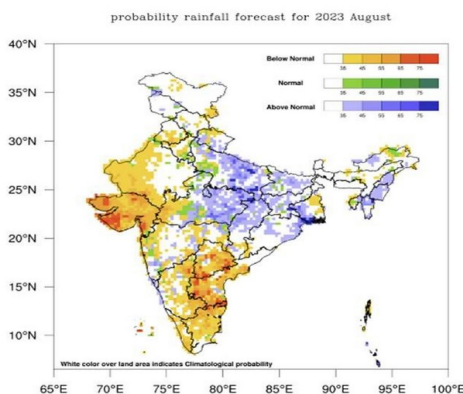 probability rainfall forecast for 2023 August
40°N
35°N
30°N
25°N
20°N
15°N
10°N
Below Normal
35 45 55 65 75
Normal
35 45 55 65 75
Above Normal
35 45 55 65 75
White color over land area indicates Climatological probability
65°E 70°E 75°E 80°E 85°E 90°E 95°E 100°E